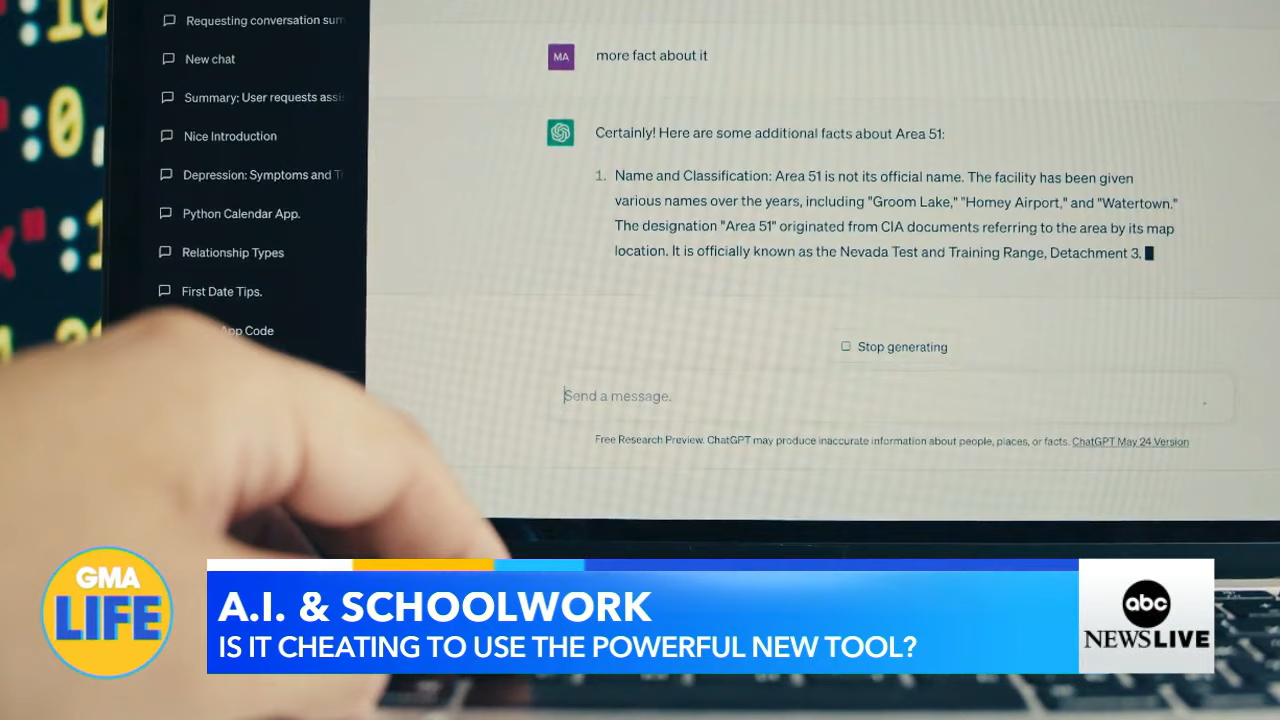 Requesting conversation sum
New chat
Summary: User requests assi
Nice Introduction
Depression: Symptoms and T
Python Calendar App.
Relationship Types
First Date Tips.
App Code
MA
more fact about it
Certainly! Here are some additional facts about Area 51:
1. Name and Classification: Area 51 is not its official name. The facility has been given
various names over the years, including "Groom Lake," "Homey Airport," and "Watertown."
The designation "Area 51" originated from CIA documents referring to the area by its map
location. It is officially known as the Nevada Test and Training Range, Detachment 3.
Stop generating
Send a message.
Free Research Preview. ChatGPT may produce inaccurate information about people, places, or facts. ChatGPT May 24 Version
GMA
LIFE
A.I. & SCHOOLWORK
IS IT CHEATING TO USE THE POWERFUL NEW TOOL?
abc
NEWSLIVE